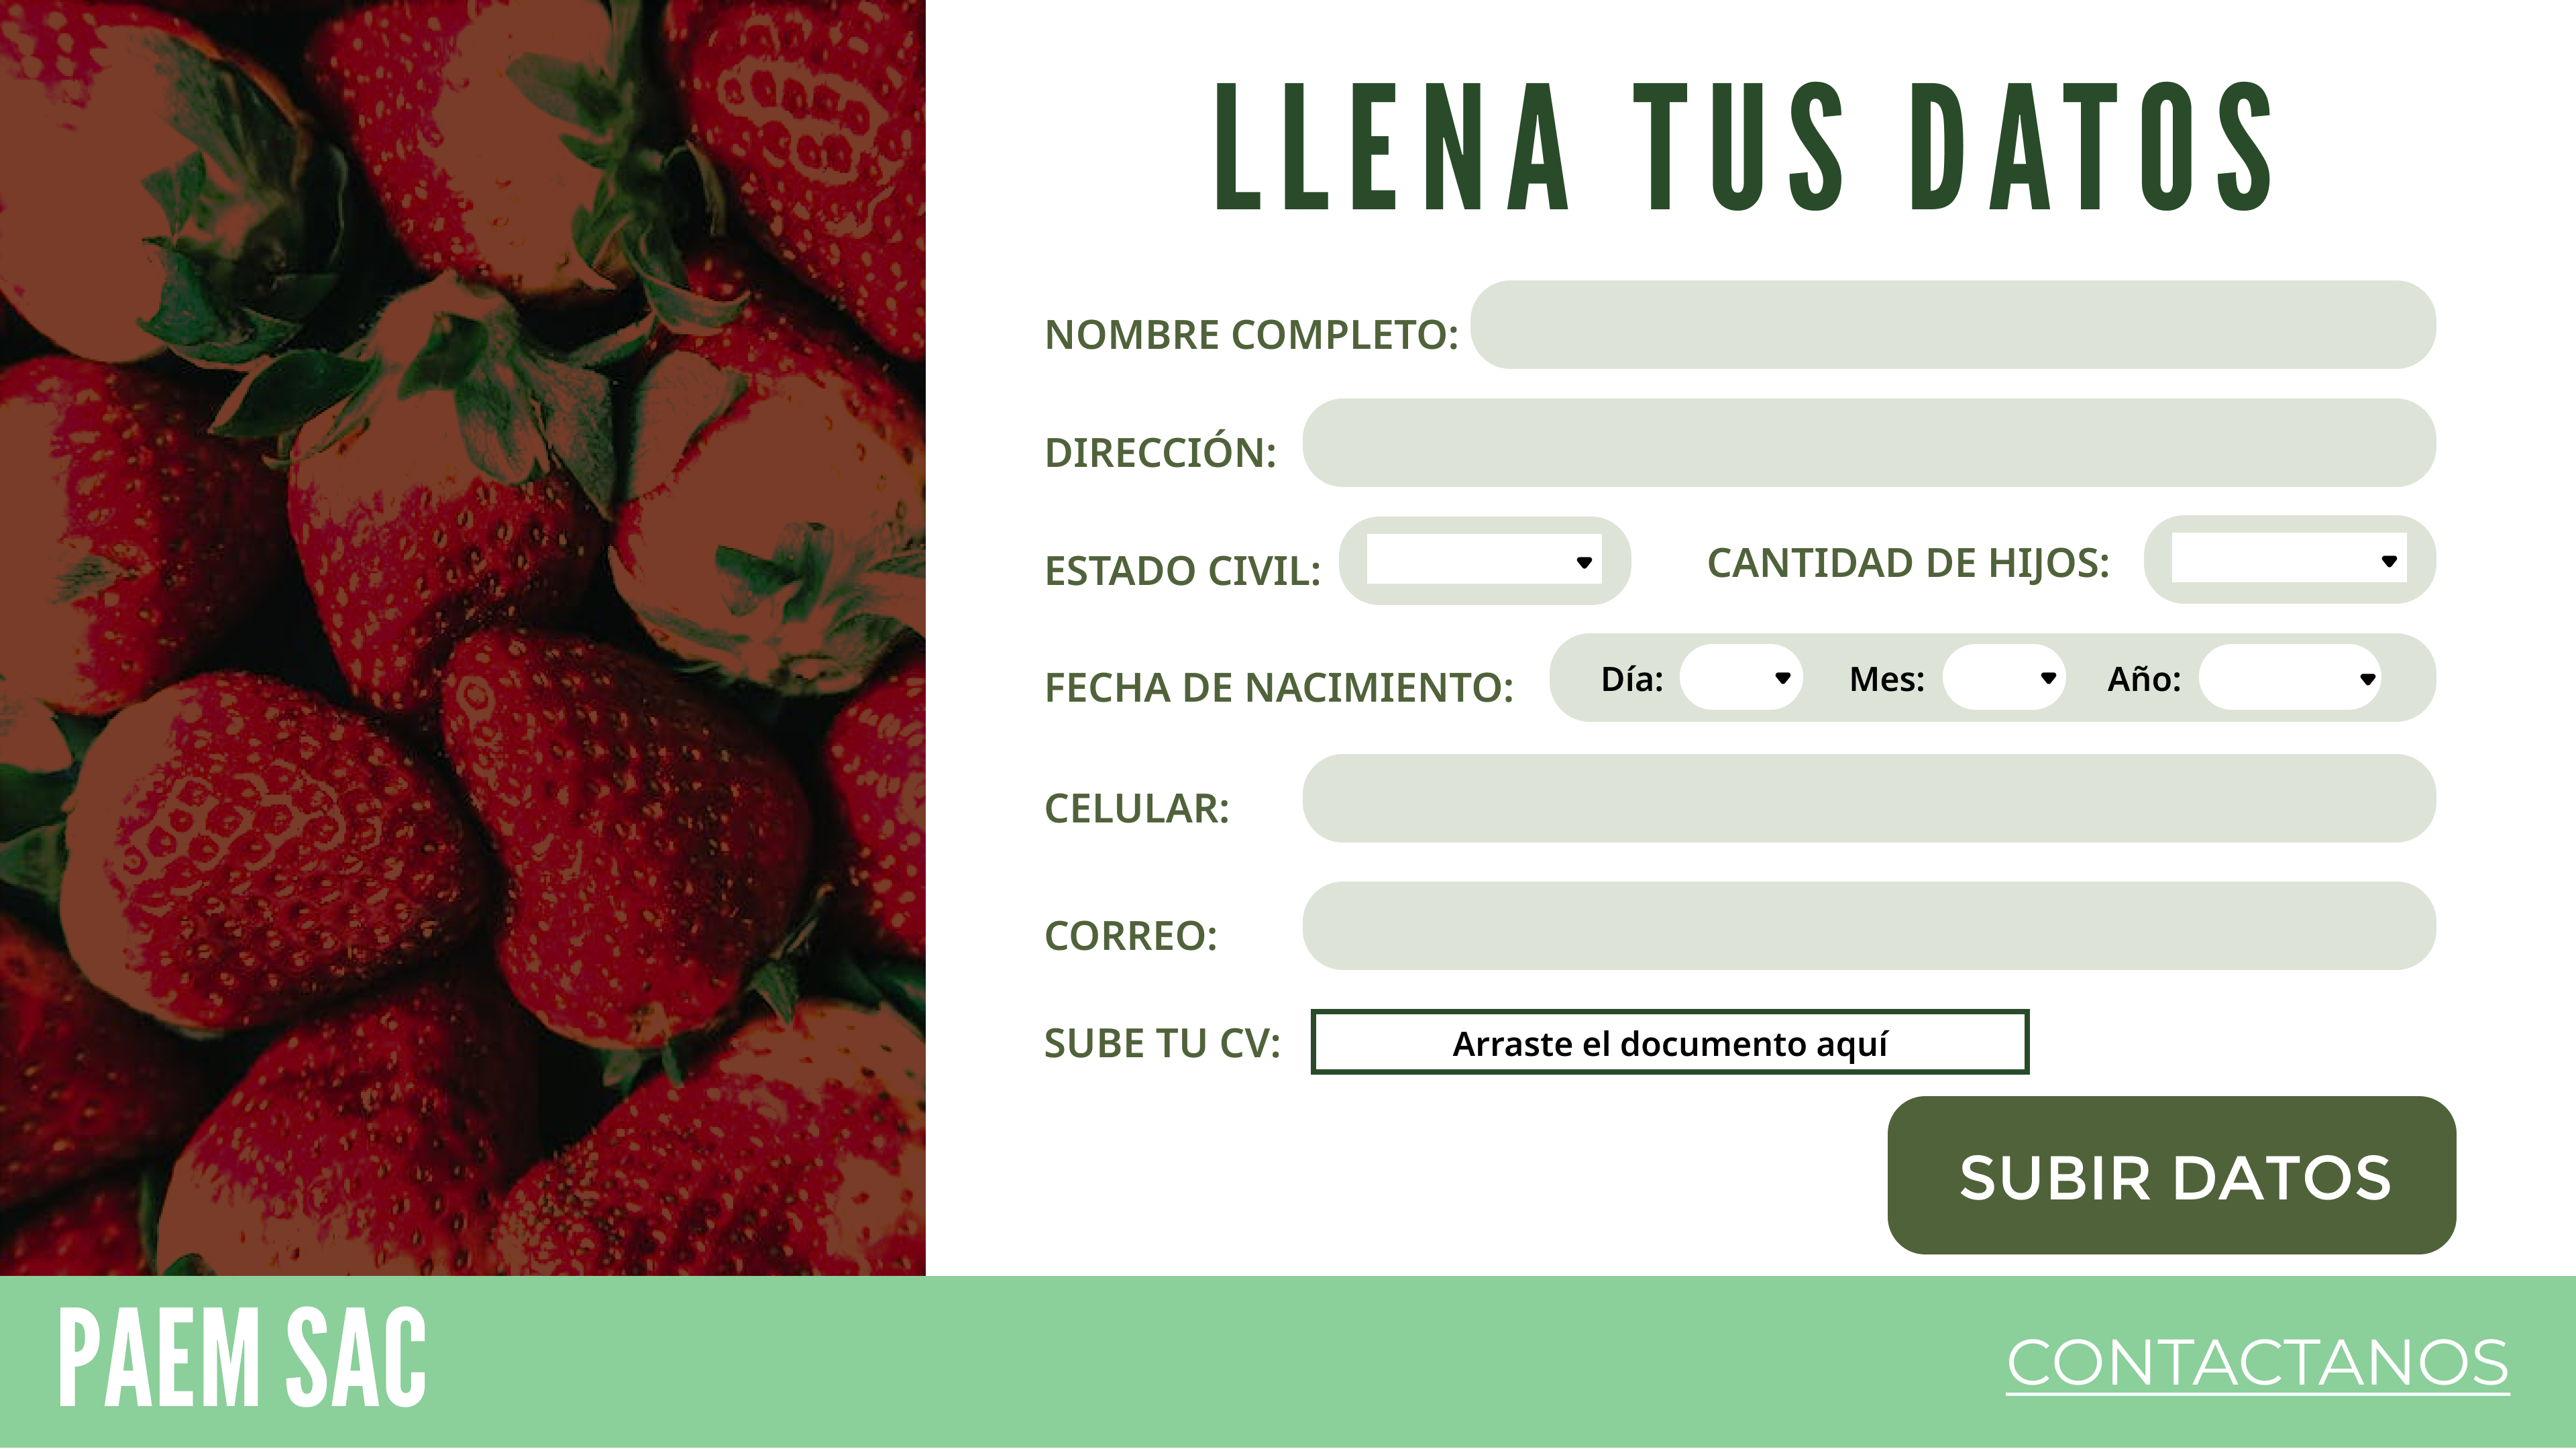 LLENA TUS DATOS
NOMBRE COMPLETO:
DIRECCIÓN:
ESTADO CIVIL: CANTIDAD DE HIJOS:
FECHA DE NACIMIENTO: Día: Mes: Año:
CELULAR:
CORREO:
SUBE TU CV: Arraste el documento aquí
SUBIR DATOS
PAEM SAC CONTACTANOS